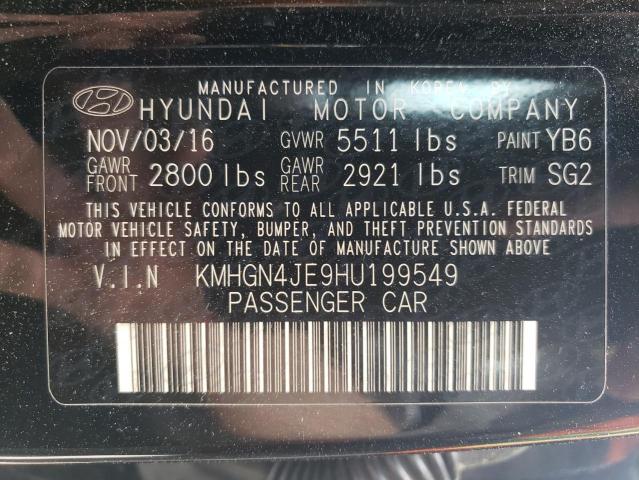 MANUFACTURED IN KOREA BY
HYUNDAI MOTOR COMPANY
NOV/03/16 GVWR 5511 lbs PAINT YB6
GAWR FRONT 2800 lbs GAWR REAR 2921 lbs TRIM SG2
THIS VEHICLE CONFORMS TO ALL APPLICABLE U.S.A. FEDERAL
MOTOR VEHICLE SAFETY, BUMPER, AND THEFT PREVENTION STANDARDS
IN EFFECT ON THE DATE OF MANUFACTURE SHOWN ABOVE
V.I.N KMHGN4JE9HU199549
PASSENGER CAR